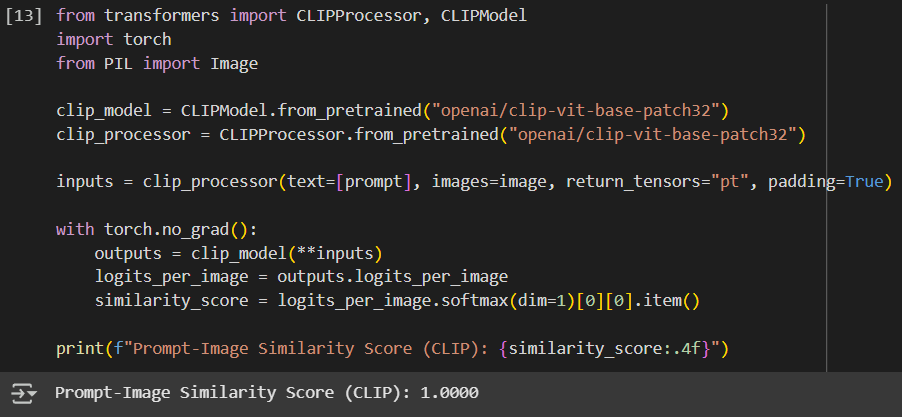 [13] from transformers import CLIPProcessor, CLIPModel
import torch
from PIL import Image
clip_model = CLIPModel.from_pretrained("openai/clip-vit-base-patch32")
clip_processor = CLIPProcessor.from_pretrained("openai/clip-vit-base-patch32")
inputs = clip_processor(text=[prompt], images=image, return_tensors="pt", padding=True)
with torch.no_grad():
    outputs = clip_model(**inputs)
    logits_per_image = outputs.logits_per_image
    similarity_score = logits_per_image.softmax(dim=1)[0][0].item()
print(f"Prompt-Image Similarity Score (CLIP): {similarity_score:.4f}")
Prompt-Image Similarity Score (CLIP): 1.0000